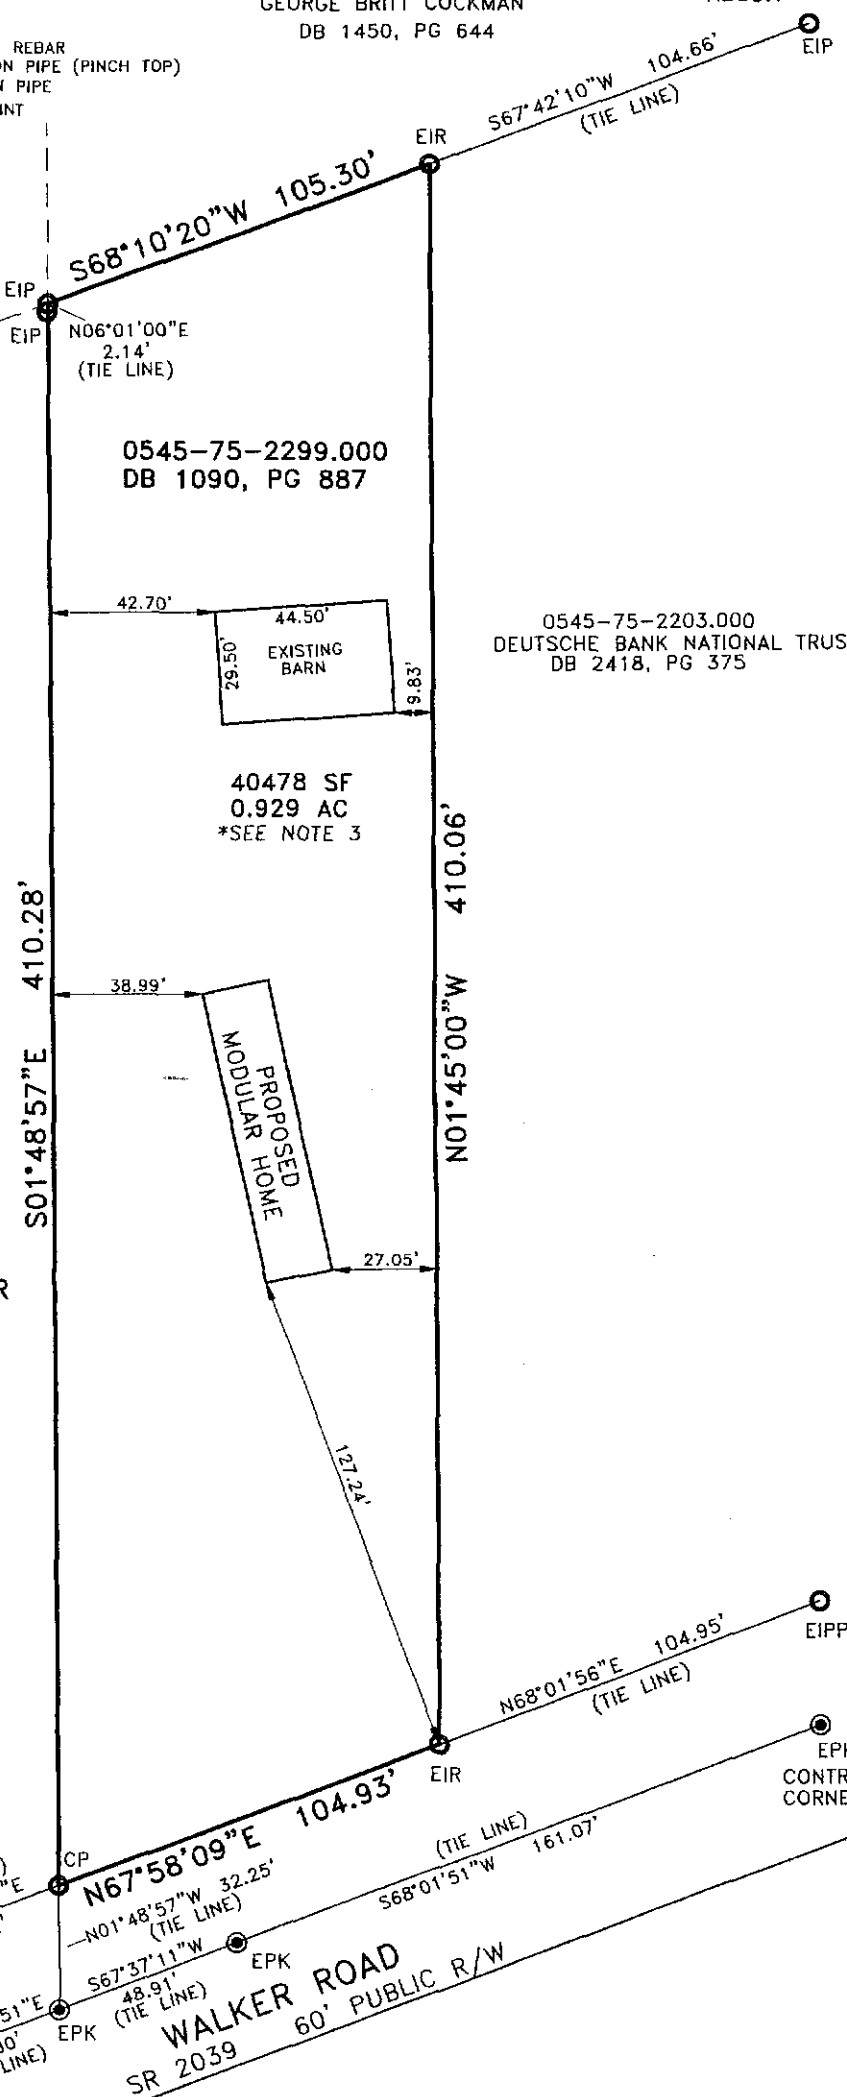 GEORGE BRITT COCKMAN
DB 1450, PG 644
REBAR
ON PIPE (PINCH TOP)
PIPE
EIP
S67°42'10"W 104.66'
(TIE LINE)
EIR
S68°10'20"W 105.30'
EIP
EIP
N06°01'00"E
2.14'
(TIE LINE)
0545-75-2299.000
DB 1090, PG 887
42.70'
44.50'
29.50'
EXISTING
BARN
9.83'
0545-75-2203.000
DEUTSCHE BANK NATIONAL TRUS
DB 2418, PG 375
40478 SF
0.929 AC
*SEE NOTE 3
S01°48'57"E 410.28'
N01°45'00"W 410.06'
38.99'
PROPOSED
MODULAR HOME
27.05'
R
127.24'
EIPP
N68°01'56"E 104.95'
(TIE LINE)
EIR
CONTR
CORNE
N67°58'09"E 104.93'
CP
"E
N01°48'57"W 32.25'
(TIE LINE)
(TIE LINE)
S68°01'51"W 161.07'
S67°37'11"W
48.91'
(TIE LINE)
EPK
51"E
EPK
LINE)
WALKER ROAD
SR 2039 60' PUBLIC R/W